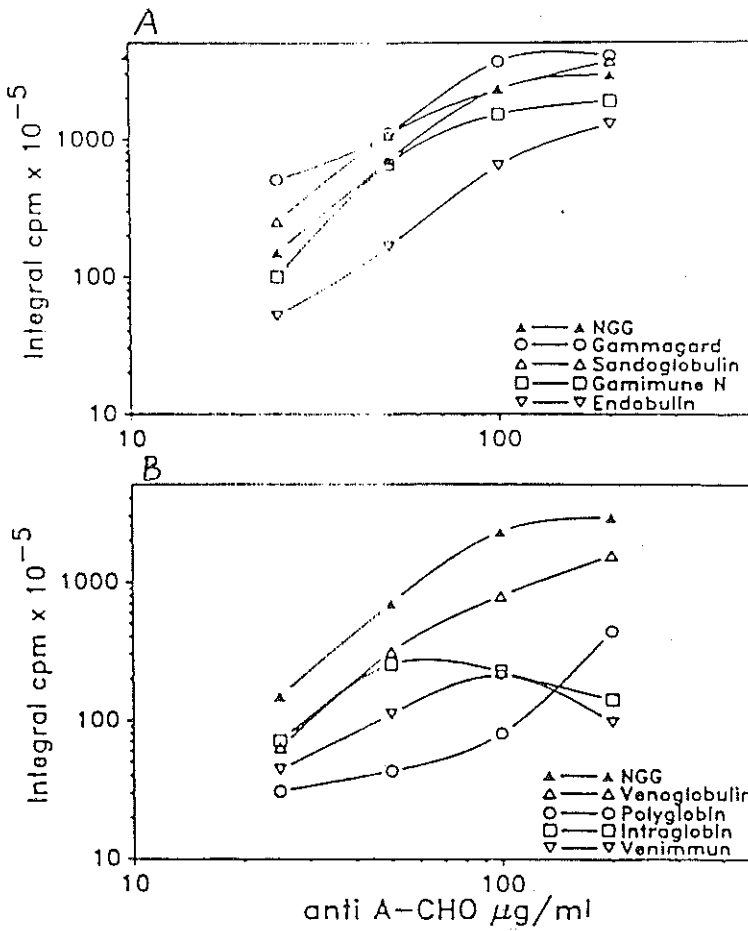 A
Integral cpm x 10⁻⁵
1000
100
10
10
100
NGG
Gammagard
Sandoglobulin
Gamimune N
Endobulin
B
Integral cpm x 10⁻⁵
1000
100
10
10
100
NGG
Venoglobulin
Polyglobin
Intraglobin
Venimmun
anti A-CHO μg/ml